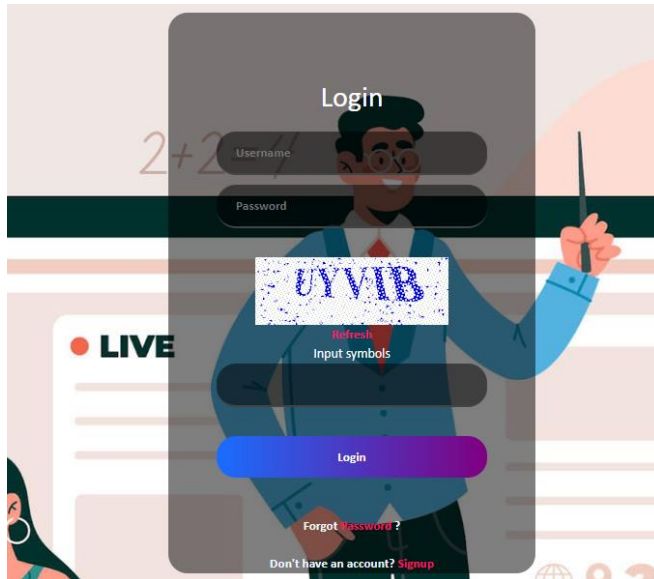 Login
2+2=4
Username
Password
UYVIB
Refresh
LIVE
Input symbols
Login
Forgot Password ?
Don't have an account? Signup